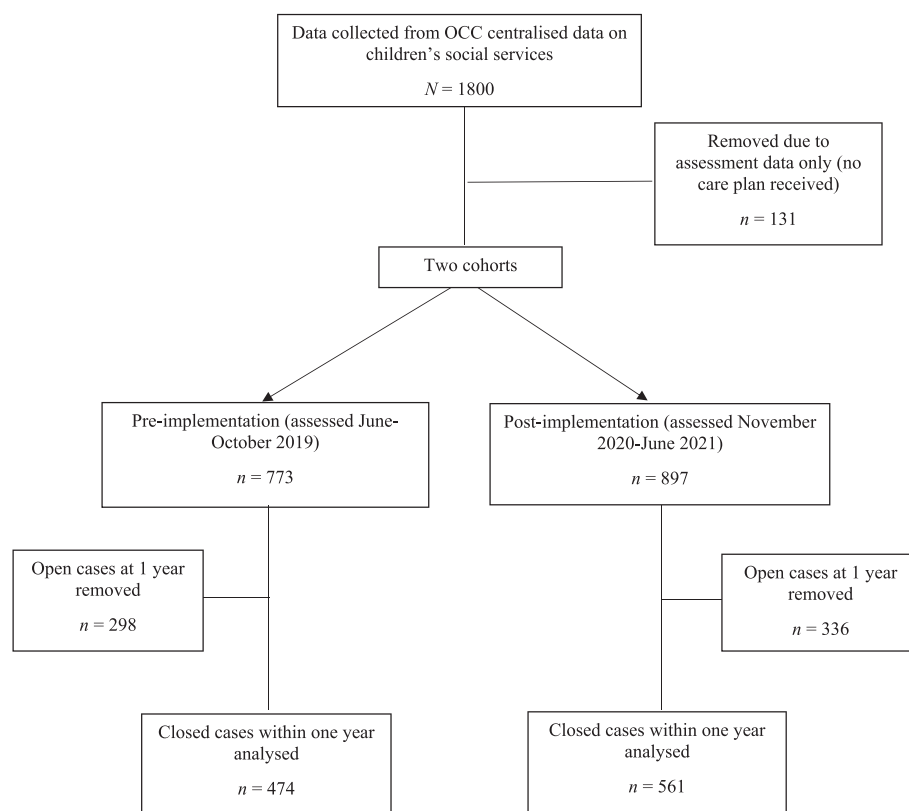 Data collected from OCC centralised data on
children’s social services
N = 1800
Removed due to
assessment data only (no
care plan received)
n = 131
Two cohorts
Pre-implementation (assessed June-
October 2019)
n = 773
Post-implementation (assessed November
2020-June 2021)
n = 897
Open cases at 1 year
removed
n = 298
Open cases at 1 year
removed
n = 336
Closed cases within one year
analysed
n = 474
Closed cases within one year
analysed
n = 561